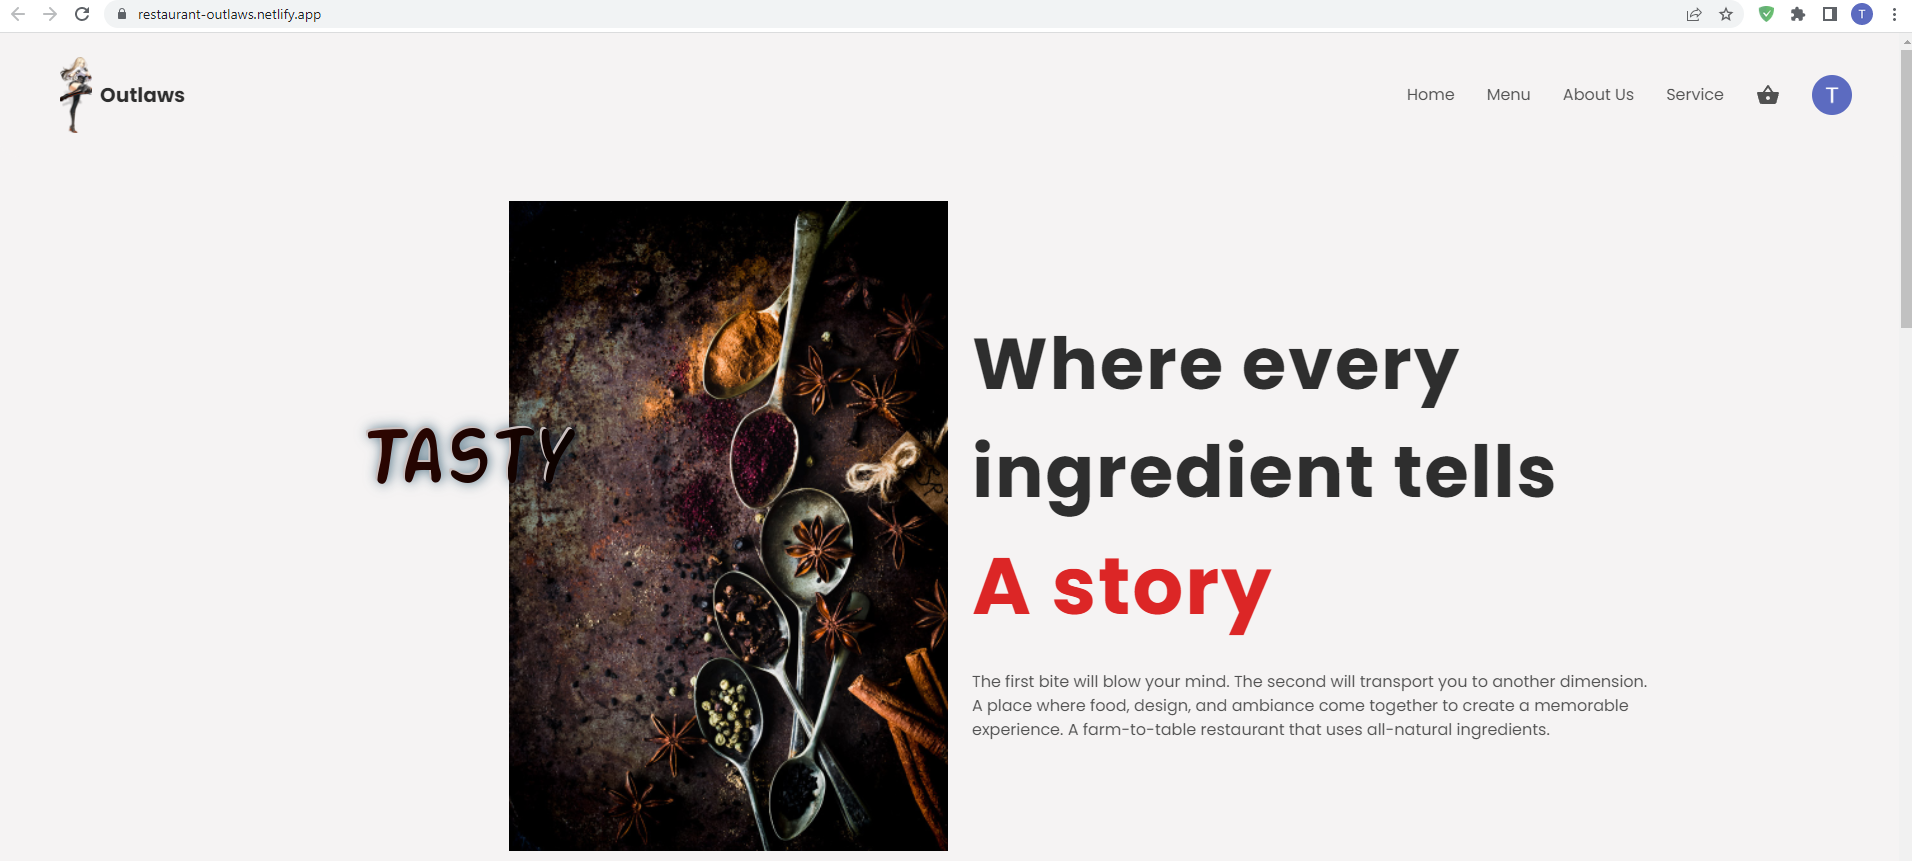 restaurant-outlaws.netlify.app
T
Outlaws
Home
Menu
About Us
Service
T
TASTY
Where every
ingredient tells
A story
The first bite will blow your mind. The second will transport you to another dimension.
A place where food, design, and ambiance come together to create a memorable
experience. A farm-to-table restaurant that uses all-natural ingredients.